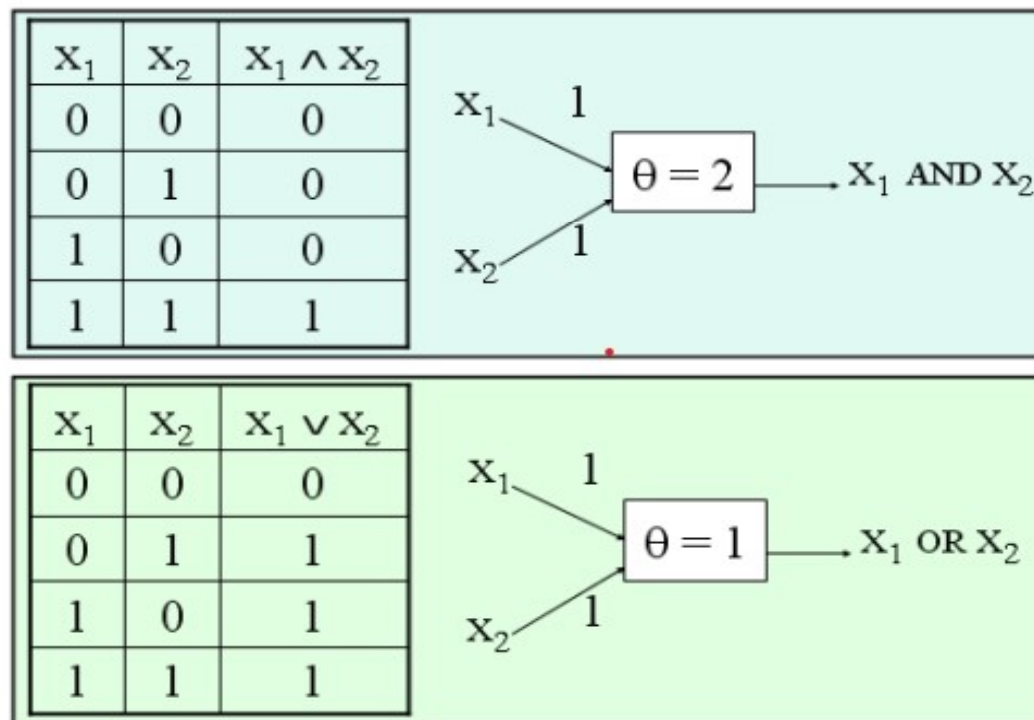 X₁ X₂ X₁ ∧ X₂
0 0 0
0 1 0
1 0 0
1 1 1
X₁ 1
θ = 2
X₁ AND X₂
X₂ 1
X₁ X₂ X₁ ∨ X₂
0 0 0
0 1 1
1 0 1
1 1 1
X₁ 1
θ = 1
X₁ OR X₂
X₂ 1